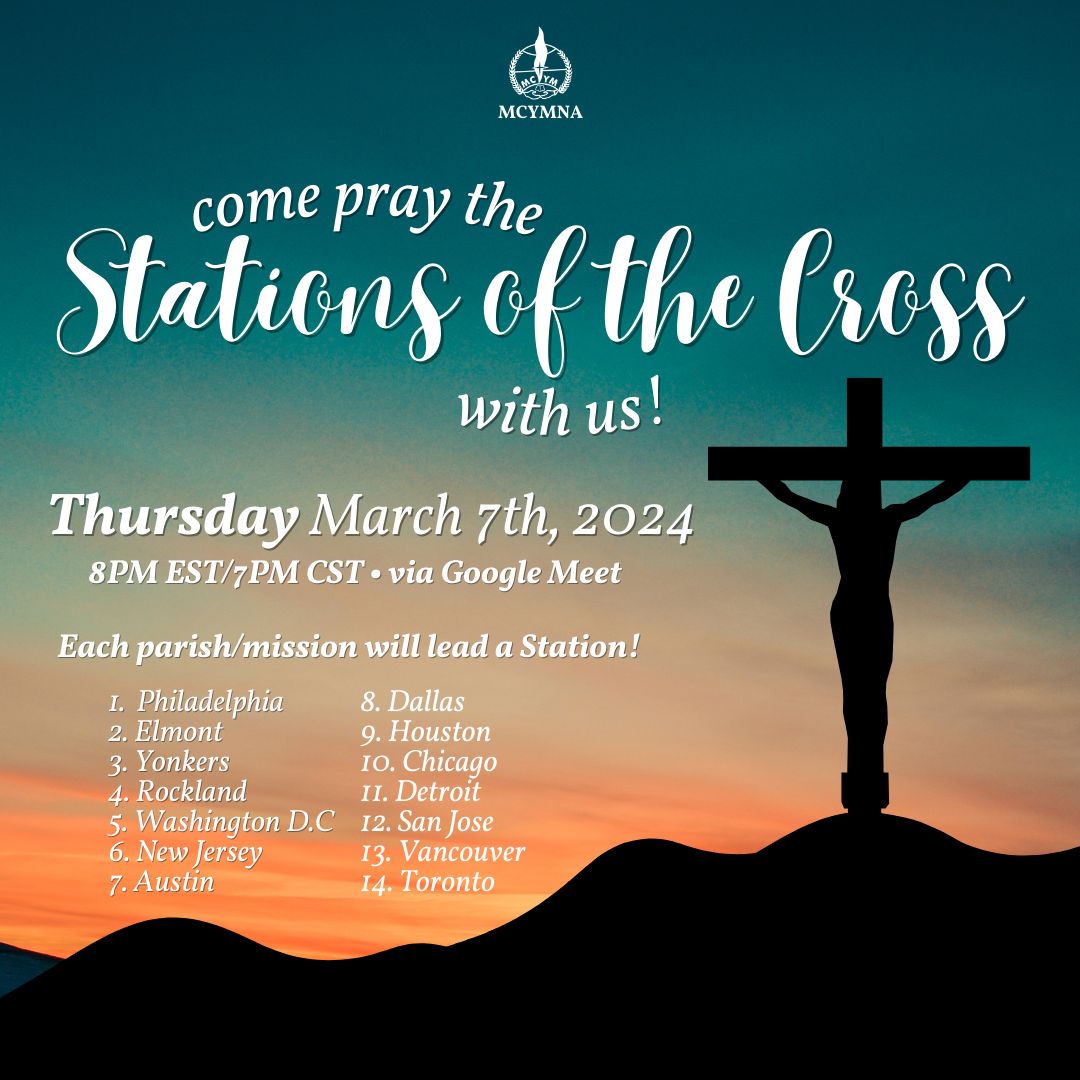 MCYM
MCYMNA
come pray the
Stations of the Cross
with us!
Thursday March 7th, 2024
8PM EST/7PM CST • via Google Meet
Each parish/mission will lead a Station!
1. Philadelphia
2. Elmont
3. Yonkers
4. Rockland
5. Washington D.C
6. New Jersey
7. Austin
8. Dallas
9. Houston
10. Chicago
11. Detroit
12. San Jose
13. Vancouver
14. Toronto